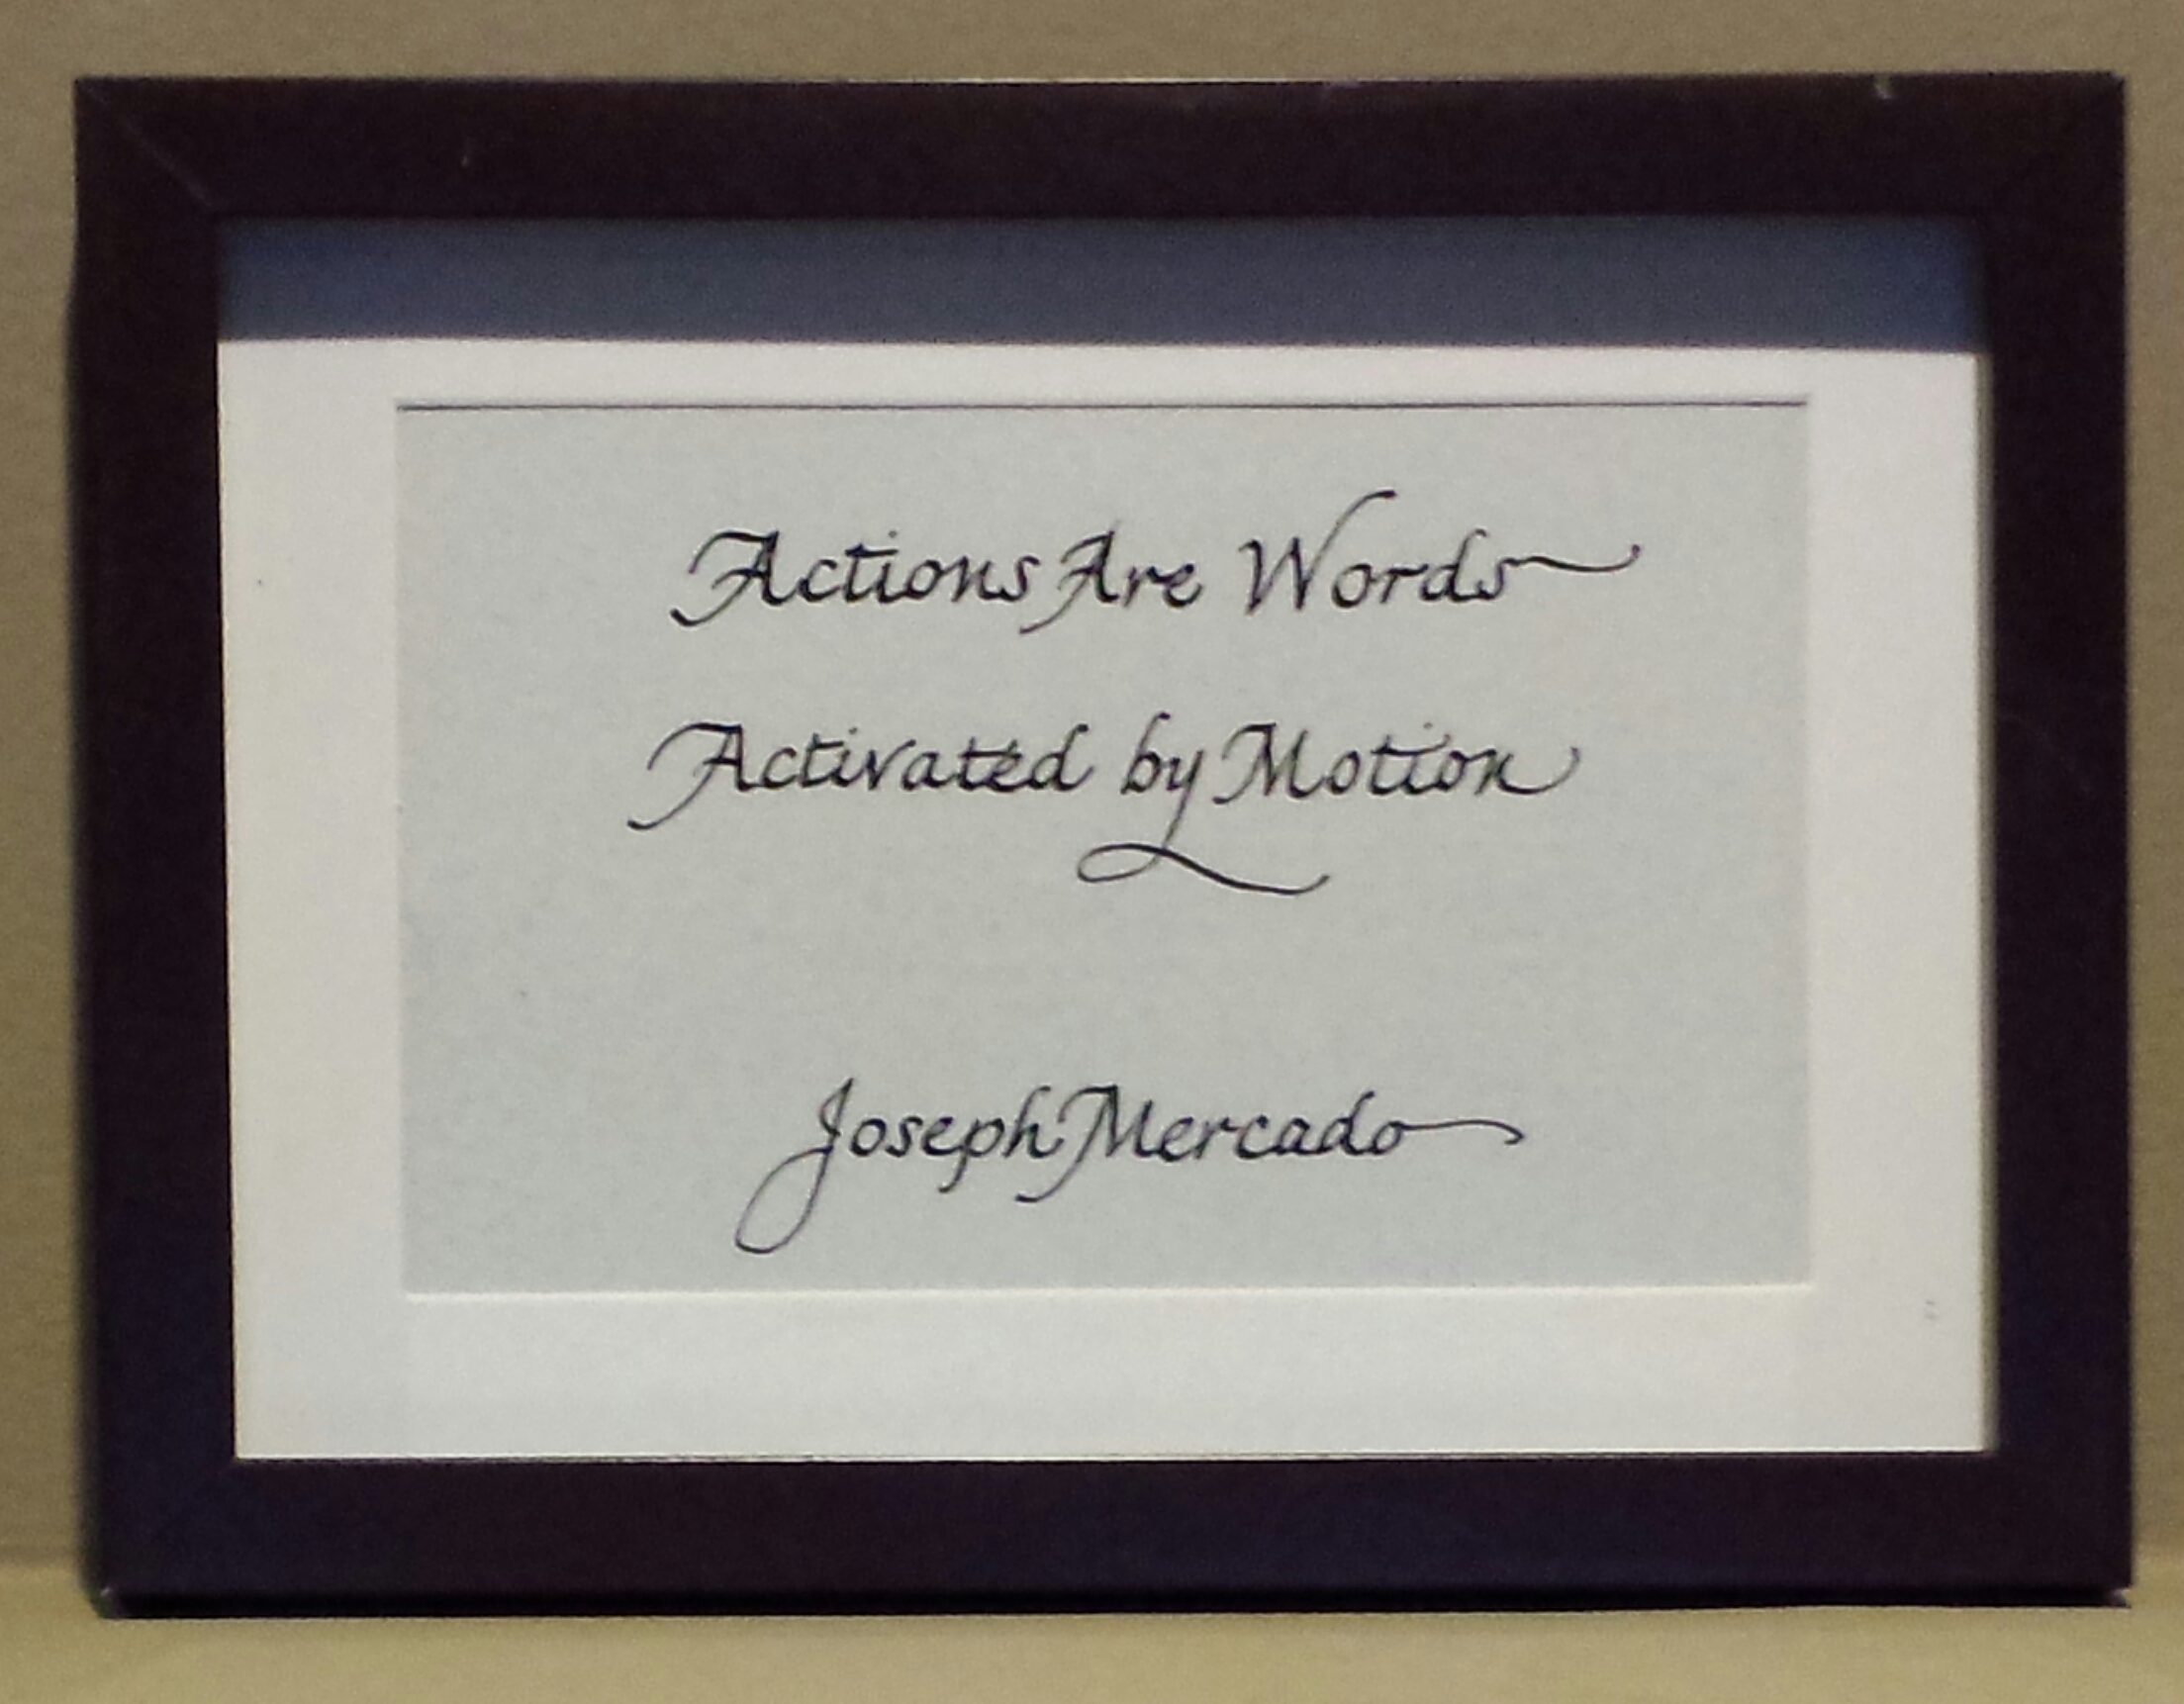 Actions Are Words
Activated by Motion
Joseph Mercado